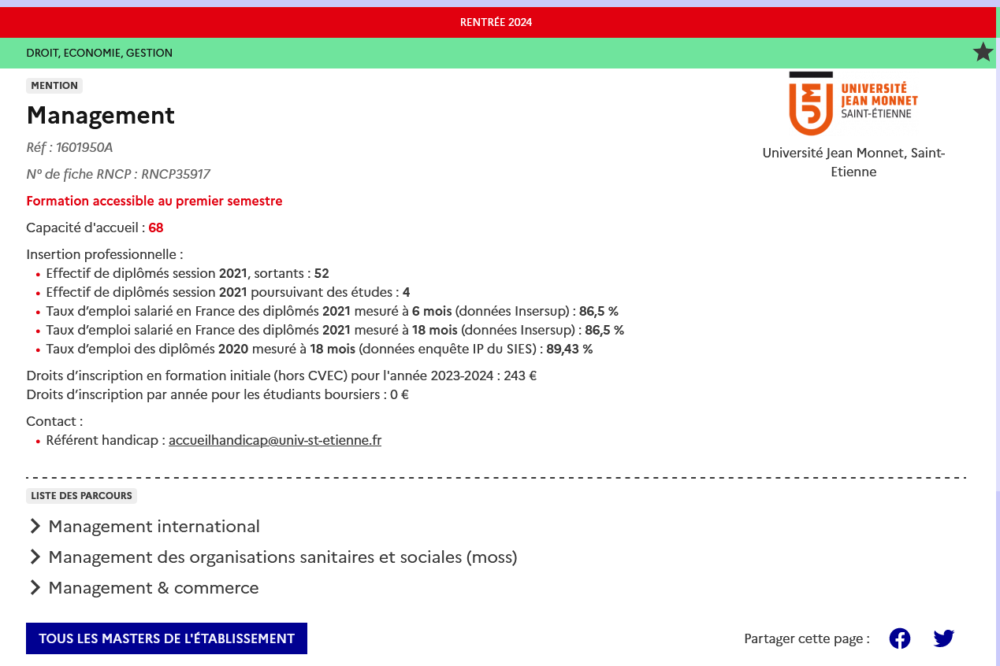 RENTRÉE 2024
DROIT, ECONOMIE, GESTION
MENTION
Management
Réf : 1601950A
N° de fiche RNCP : RNCP35917
Formation accessible au premier semestre
Capacité d'accueil : 68
Insertion professionnelle :
• Effectif de diplômés session 2021, sortants : 52
• Effectif de diplômés session 2021 poursuivant des études : 4
• Taux d’emploi salarié en France des diplômés 2021 mesuré à 6 mois (données Insersup) : 86,5 %
• Taux d’emploi salarié en France des diplômés 2021 mesuré à 18 mois (données Insersup) : 86,5 %
• Taux d’emploi des diplômés 2020 mesuré à 18 mois (données enquête IP du SIES) : 89,43 %
Droits d’inscription en formation initiale (hors CVEC) pour l'année 2023-2024 : 243 €
Droits d’inscription par année pour les étudiants boursiers : 0 €
Contact :
• Référent handicap : accueilhandicap@univ-st-etienne.fr
UJM
UNIVERSITÉ
JEAN MONNET
SAINT-ÉTIENNE
Université Jean Monnet, Saint-
Etienne
LISTE DES PARCOURS
Management international
Management des organisations sanitaires et sociales (moss)
Management & commerce
TOUS LES MASTERS DE L'ÉTABLISSEMENT
Partager cette page :